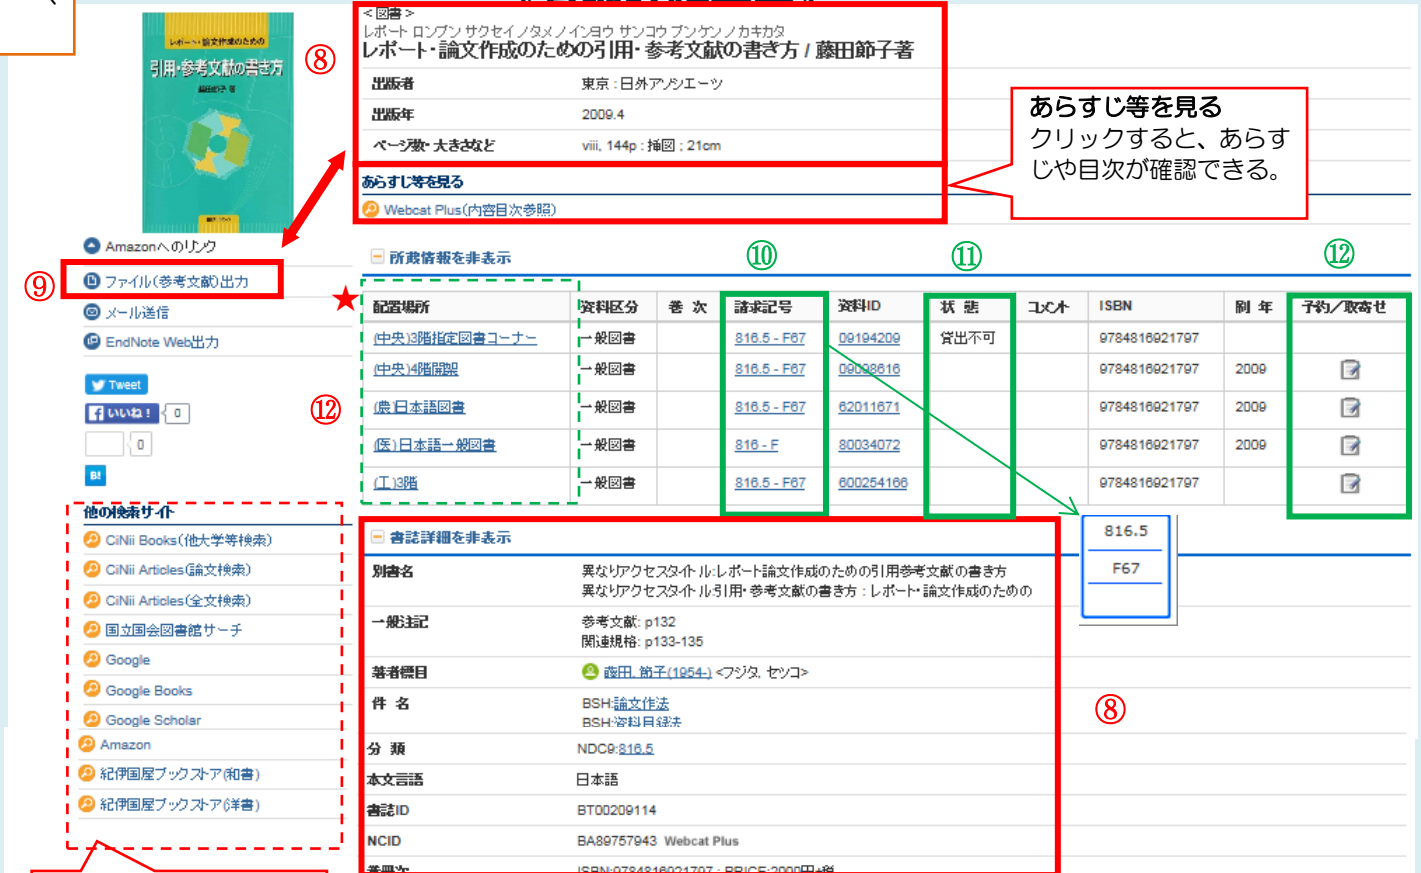 レポート・論文作成のための
引用・参考文献の書き方
藤田節子 著
⑧
<図書>
レポート ロンブン サクセイ ノ タメ ノ インヨウ サンコウ ブンケン ノ カキカタ
レポート・論文作成のための引用・参考文献の書き方 / 藤田節子著
出版者 東京 : 日外アソシエーツ
出版年 2009.4
ページ数・大きさなど viii, 144p : 挿図 ; 21cm
あらすじ等を見る
Webcat Plus(内容目次参照)
あらすじ等を見る
クリックすると、あらす
じや目次が確認できる。
Amazonへのリンク
⑨
ファイル(参考文献)出力
メール送信
EndNote Web出力
Tweet
いいね！ 0
0
B!
所蔵情報を非表示
⑩
⑪
⑫
★
配置場所 資料区分 巻 次 請求記号 資料ID 状 態 コメント ISBN 刷 年 予約／取寄せ
(中央)3階指定図書コーナー 一般図書 816.5 - F67 09194209 貸出不可 9784816921797
(中央)4階開架 一般図書 816.5 - F67 09098616 9784816921797 2009
(農)日本語図書 一般図書 816.5 - F67 62011671 9784816921797 2009
(医)日本語一般図書 一般図書 816 - F 80034072 9784816921797 2009
(工)3階 一般図書 816.5 - F67 600254166 9784816921797
⑫
816.5
F67
他の検索サイト
CiNii Books(他大学等検索)
CiNii Articles(論文検索)
CiNii Articles(全文検索)
国立国会図書館サーチ
Google
Google Books
Google Scholar
Amazon
紀伊国屋ブックストア(和書)
紀伊国屋ブックストア(洋書)
書誌詳細を非表示
別書名 異なりアクセスタイトル:レポート論文作成のための引用参考文献の書き方
異なりアクセスタイトル:引用・参考文献の書き方 : レポート・論文作成のための
一般注記 参考文献: p132
関連規格: p133-135
著者標目 藤田, 節子(1954-) <フジタ, セツコ>
件 名 BSH:論文作法
BSH:資料目録法
⑧
分 類 NDC9:816.5
本文言語 日本語
書誌ID BT00209114
NCID BA89757943 Webcat Plus
巻冊次 ISBN:9784816921797 ; PRICE:2000円+税